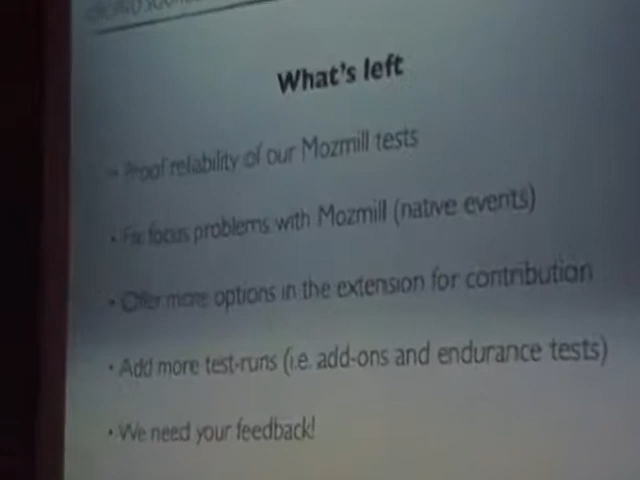 What's left
• Proof reliability of our Mozmill tests
• Fix focus problems with Mozmill (native events)
• Offer more options in the extension for contribution
• Add more test-runs (i.e. add-ons and endurance tests)
• We need your feedback!